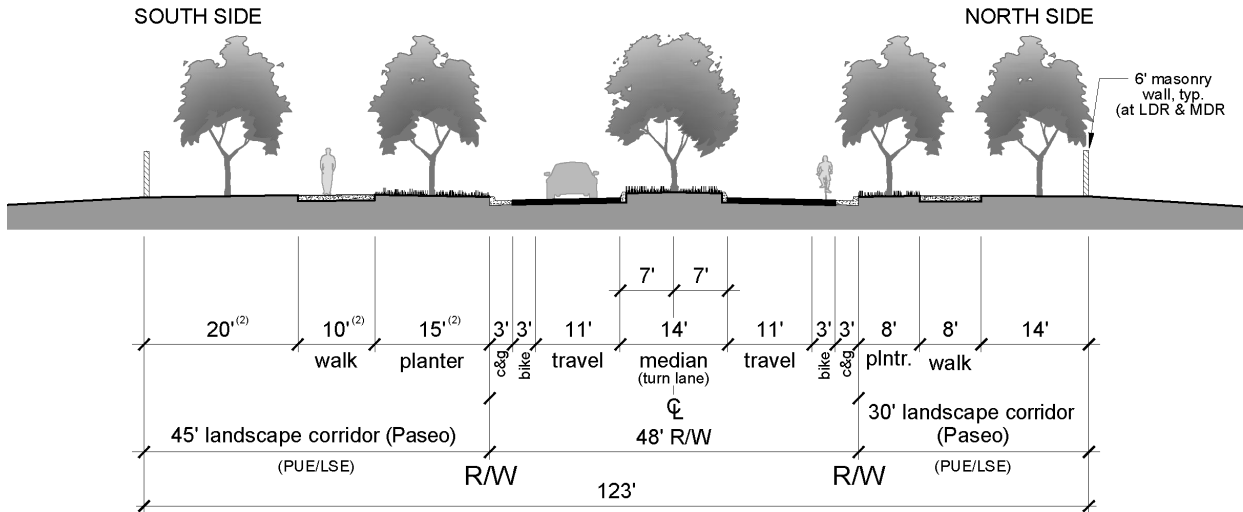 SOUTH SIDE
NORTH SIDE
6' masonry
wall, typ.
(at LDR & MDR
7' 7'
20'(2) 10'(2) 15'(2) 3' 3' 11' 14' 11' 3' 3' 8' 8' 14'
walk planter c&g bike travel median travel bike c&g plntr. walk
(turn lane)
CL
45' landscape corridor (Paseo)
48' R/W
30' landscape corridor
(Paseo)
(PUE/LSE)
R/W
R/W
(PUE/LSE)
123'